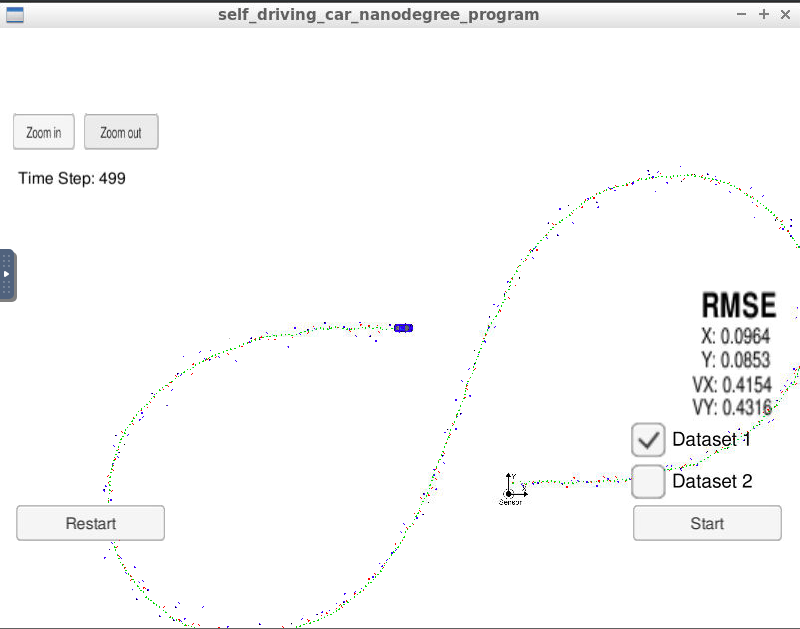 self_driving_car_nanodegree_program
Zoom in
Zoom out
Time Step: 499
RMSE
X: 0.0964
Y: 0.0853
VX: 0.4154
VY: 0.4316
Dataset 1
Dataset 2
Y
X
Sensor
Restart
Start